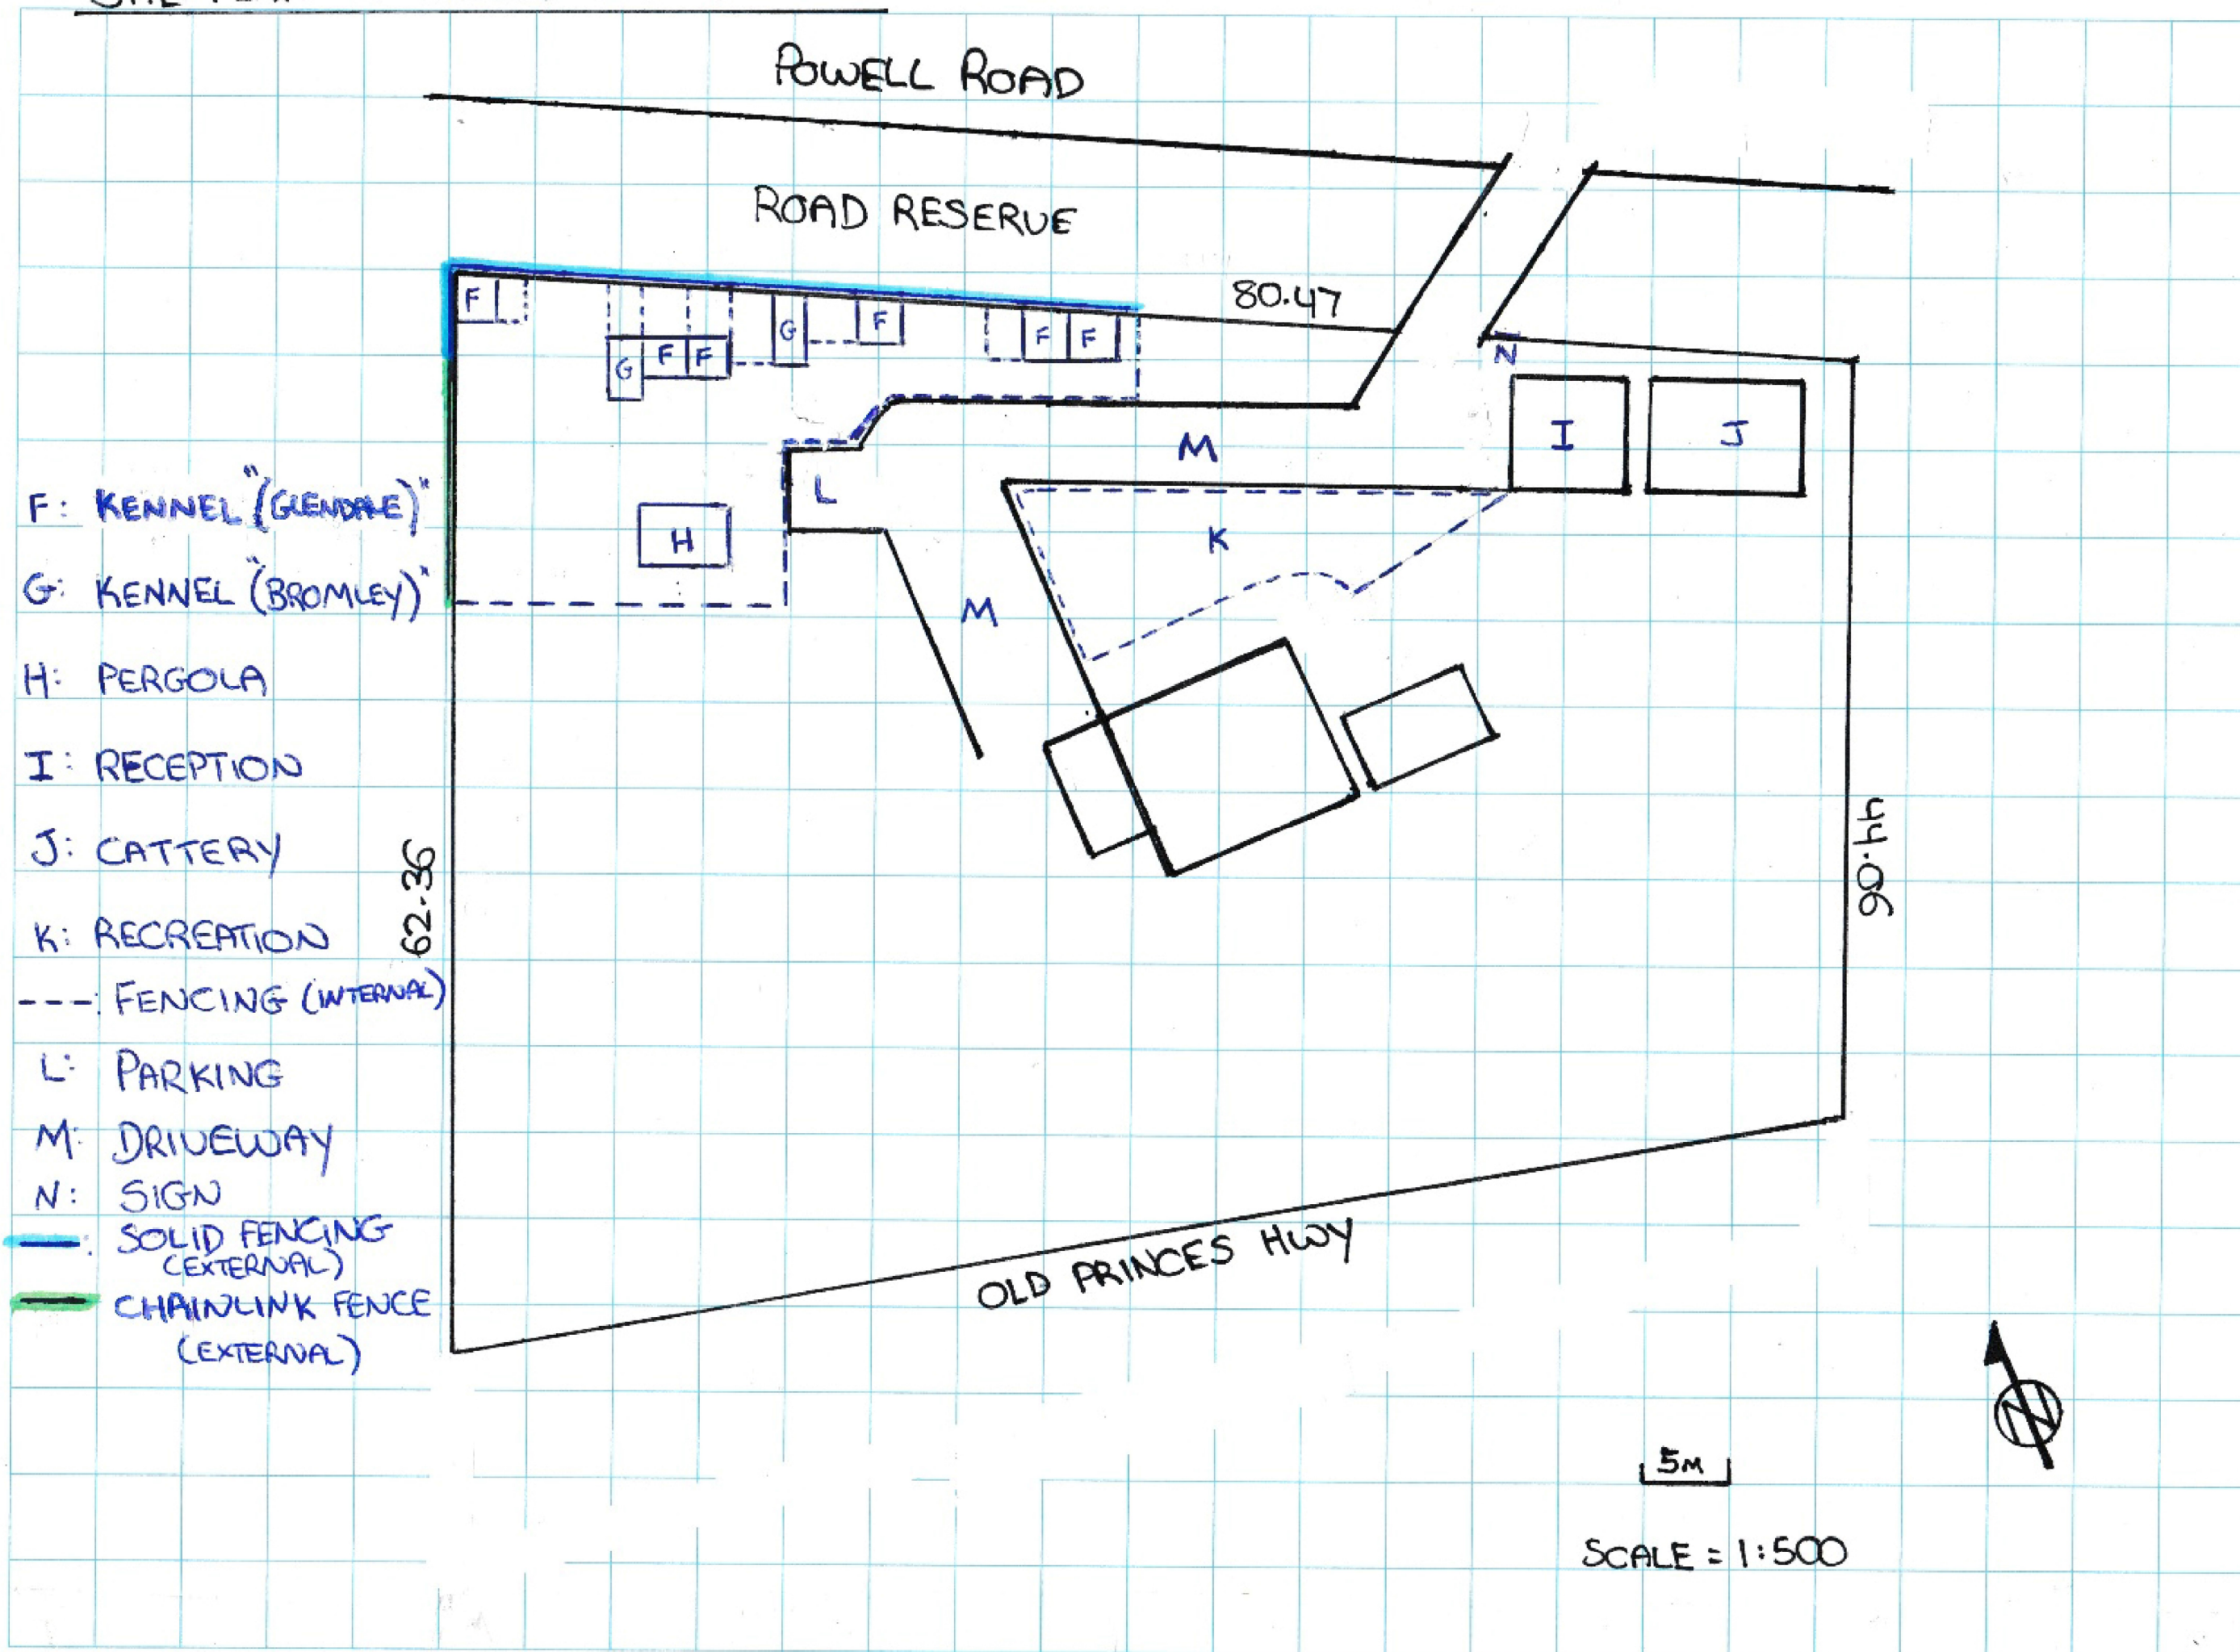 POWELL ROAD
ROAD RESERVE
80.47
F
F
G
F
F
F
F
G
N
I
J
M
L
K
H
M
F: KENNEL "(GLENDALE)"
G: KENNEL "(BROMLEY)"
H: PERGOLA
I: RECEPTION
J: CATTERY
K: RECREATION
---: FENCING (INTERNAL)
L: PARKING
M: DRIVEWAY
N: SIGN
: SOLID FENCING
(EXTERNAL)
CHAINLINK FENCE
(EXTERNAL)
62.36
44.06
OLD PRINCES HWY
N
5M
SCALE = 1:500